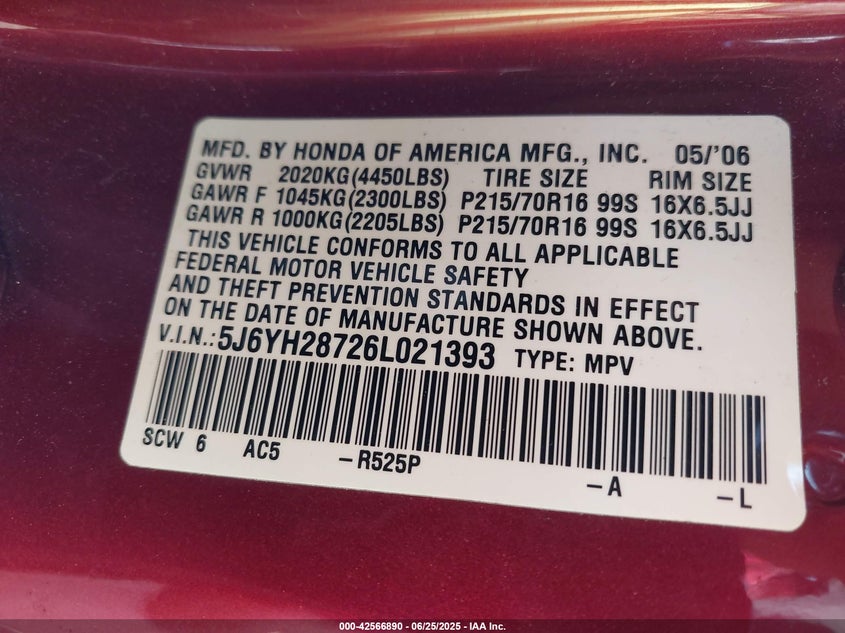 MFD. BY HONDA OF AMERICA MFG., INC. 05/'06
GVWR 2020KG(4450LBS) TIRE SIZE RIM SIZE
GAWR F 1045KG(2300LBS) P215/70R16 99S 16X6.5JJ
GAWR R 1000KG(2205LBS) P215/70R16 99S 16X6.5JJ
THIS VEHICLE CONFORMS TO ALL APPLICABLE
FEDERAL MOTOR VEHICLE SAFETY
AND THEFT PREVENTION STANDARDS IN EFFECT
ON THE DATE OF MANUFACTURE SHOWN ABOVE.
V.I.N.:5J6YH28726L021393 TYPE: MPV
SCW 6 AC5 -R525P -A -L
000-42566890 - 06/25/2025 - IAA Inc.